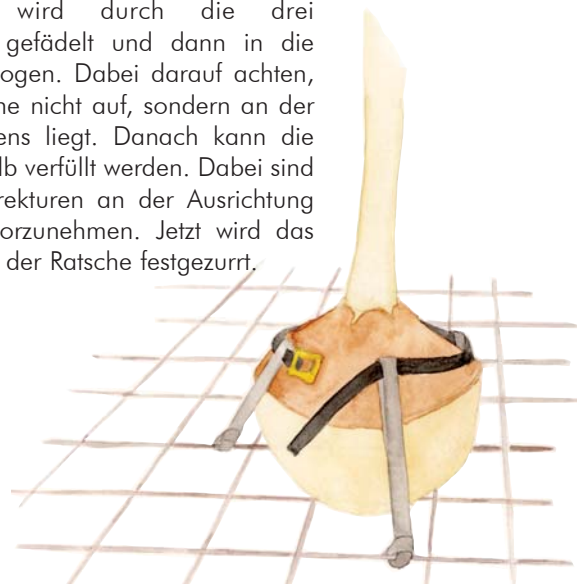 wird durch die drei
gefädelt und dann in die
ogen. Dabei darauf achten,
ne nicht auf, sondern an der
ens liegt. Danach kann die
lb verfüllt werden. Dabei sind
rekturen an der Ausrichtung
orzunehmen. Jetzt wird das
der Ratsche festgezurrt.